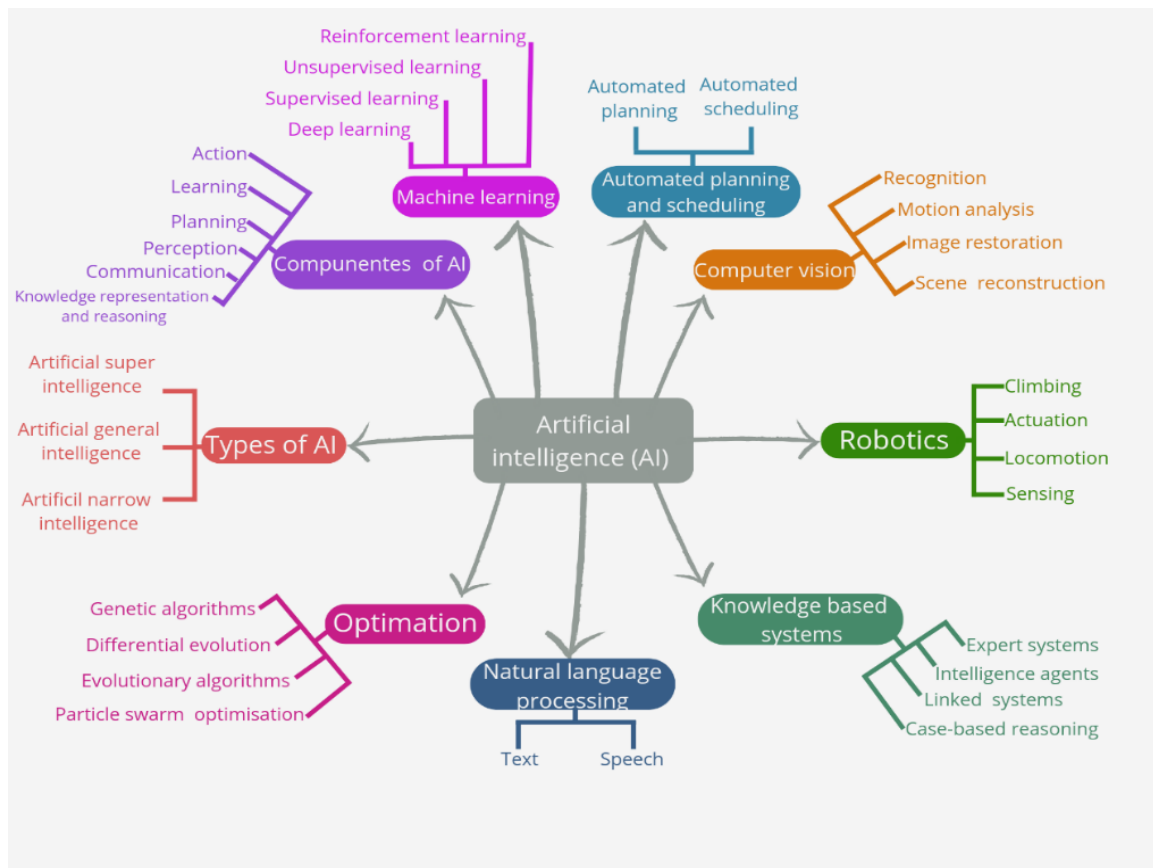 Reinforcement learning
Unsupervised learning
Supervised learning
Deep learning
Machine learning
Automated
planning
Automated
scheduling
Automated planning
and scheduling
Action
Learning
Planning
Perception
Communication
Knowledge representation
and reasoning
Compunentes of AI
Recognition
Motion analysis
Image restoration
Scene reconstruction
Computer vision
Artificial super
intelligence
Artificial general
intelligence
Artificil narrow
intelligence
Types of AI
Artificial
intelligence (AI)
Robotics
Climbing
Actuation
Locomotion
Sensing
Genetic algorithms
Differential evolution
Evolutionary algorithms
Particle swarm optimisation
Optimation
Natural language
processing
Text
Speech
Knowledge based
systems
Expert systems
Intelligence agents
Linked systems
Case-based reasoning